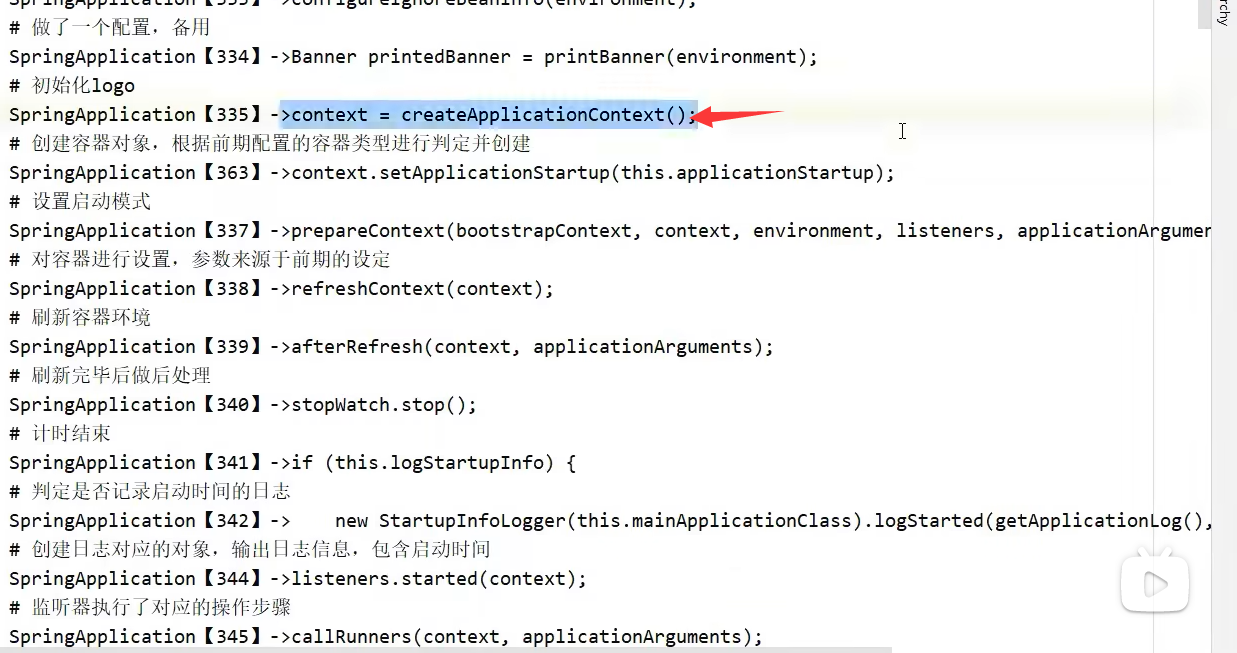 SpringApplication【333】->configureIgnoreBeanInfo(environment);
# 做了一个配置，备用
SpringApplication【334】->Banner printedBanner = printBanner(environment);
# 初始化logo
SpringApplication【335】->context = createApplicationContext();
# 创建容器对象，根据前期配置的容器类型进行判定并创建
SpringApplication【363】->context.setApplicationStartup(this.applicationStartup);
# 设置启动模式
SpringApplication【337】->prepareContext(bootstrapContext, context, environment, listeners, applicationArgumen
# 对容器进行设置，参数来源于前期的设定
SpringApplication【338】->refreshContext(context);
# 刷新容器环境
SpringApplication【339】->afterRefresh(context, applicationArguments);
# 刷新完毕后做后处理
SpringApplication【340】->stopWatch.stop();
# 计时结束
SpringApplication【341】->if (this.logStartupInfo) {
# 判定是否记录启动时间的日志
SpringApplication【342】->    new StartupInfoLogger(this.mainApplicationClass).logStarted(getApplicationLog(),
# 创建日志对应的对象，输出日志信息，包含启动时间
SpringApplication【344】->listeners.started(context);
# 监听器执行了对应的操作步骤
SpringApplication【345】->callRunners(context, applicationArguments);
rchy